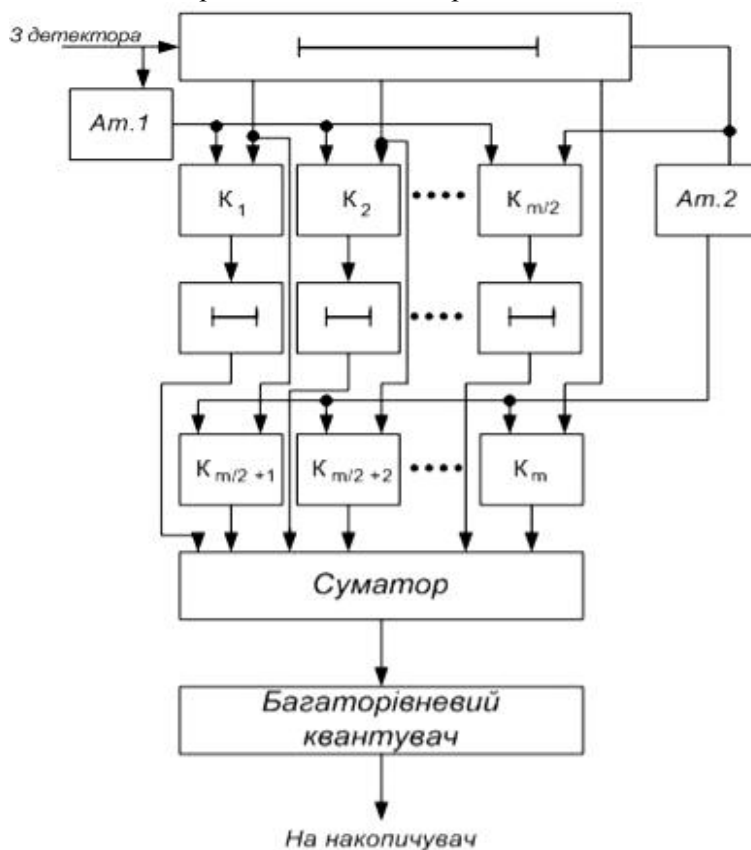 З детектора
Ат.1
К1
К2
Кm/2
Ат.2
Кm/2 +1
Кm/2 +2
Кm
Суматор
Багаторівневий
квантувач
На накопичувач